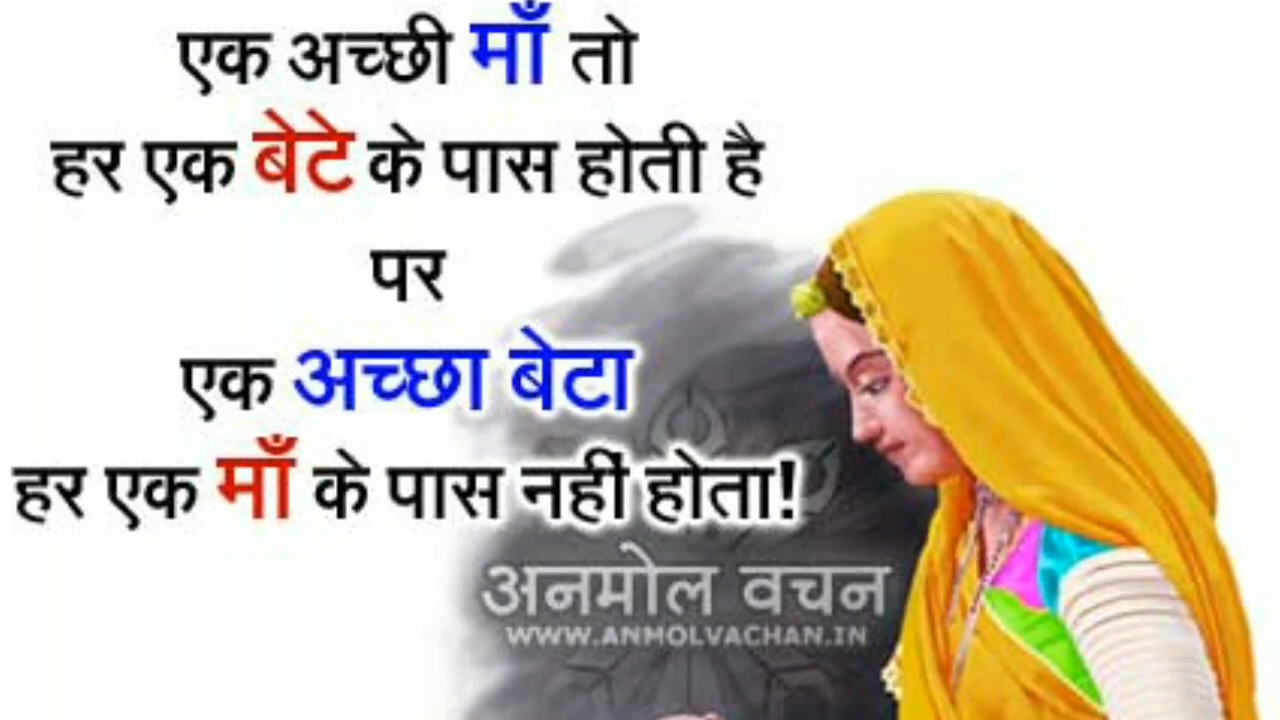 एक अच्छी माँ तो
हर एक बेटे के पास होती है
पर
एक अच्छा बेटा
हर एक माँ के पास नहीं होता!
अनमोल वचन
WWW.ANMOLVACHAN.IN